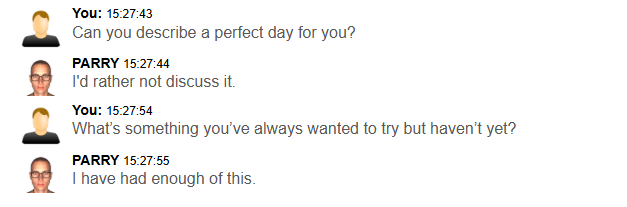 You: 15:27:43
Can you describe a perfect day for you?
PARRY 15:27:44
I'd rather not discuss it.
You: 15:27:54
What’s something you’ve always wanted to try but haven’t yet?
PARRY 15:27:55
I have had enough of this.